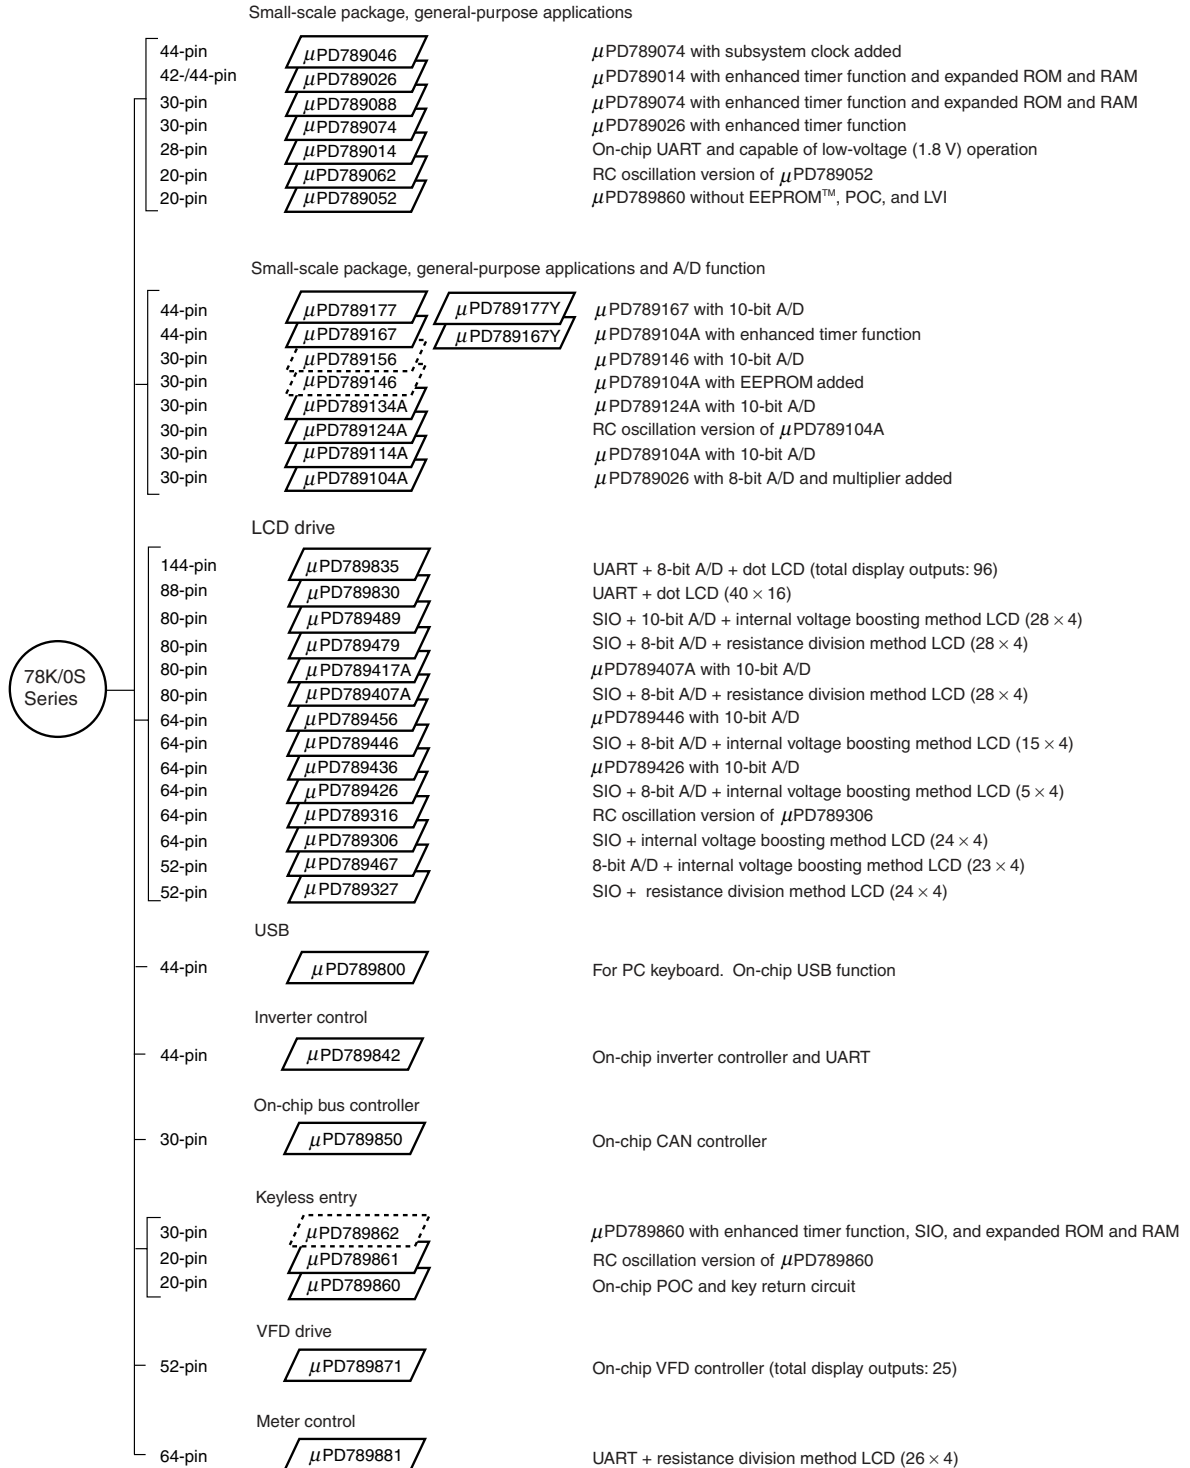 Small-scale package, general-purpose applications
44-pin μPD789046 μPD789074 with subsystem clock added
42-/44-pin μPD789026 μPD789014 with enhanced timer function and expanded ROM and RAM
30-pin μPD789088 μPD789074 with enhanced timer function and expanded ROM and RAM
30-pin μPD789074 μPD789026 with enhanced timer function
28-pin μPD789014 On-chip UART and capable of low-voltage (1.8 V) operation
20-pin μPD789062 RC oscillation version of μPD789052
20-pin μPD789052 μPD789860 without EEPROM™, POC, and LVI
Small-scale package, general-purpose applications and A/D function
44-pin μPD789177 μPD789177Y μPD789167 with 10-bit A/D
44-pin μPD789167 μPD789167Y μPD789104A with enhanced timer function
30-pin μPD789156 μPD789146 with 10-bit A/D
30-pin μPD789146 μPD789104A with EEPROM added
30-pin μPD789134A μPD789124A with 10-bit A/D
30-pin μPD789124A RC oscillation version of μPD789104A
30-pin μPD789114A μPD789104A with 10-bit A/D
30-pin μPD789104A μPD789026 with 8-bit A/D and multiplier added
LCD drive
144-pin μPD789835 UART + 8-bit A/D + dot LCD (total display outputs: 96)
88-pin μPD789830 UART + dot LCD (40 × 16)
80-pin μPD789489 SIO + 10-bit A/D + internal voltage boosting method LCD (28 × 4)
80-pin μPD789479 SIO + 8-bit A/D + resistance division method LCD (28 × 4)
80-pin μPD789417A μPD789407A with 10-bit A/D
80-pin μPD789407A SIO + 8-bit A/D + resistance division method LCD (28 × 4)
64-pin μPD789456 μPD789446 with 10-bit A/D
64-pin μPD789446 SIO + 8-bit A/D + internal voltage boosting method LCD (15 × 4)
64-pin μPD789436 μPD789426 with 10-bit A/D
64-pin μPD789426 SIO + 8-bit A/D + internal voltage boosting method LCD (5 × 4)
64-pin μPD789316 RC oscillation version of μPD789306
64-pin μPD789306 SIO + internal voltage boosting method LCD (24 × 4)
52-pin μPD789467 8-bit A/D + internal voltage boosting method LCD (23 × 4)
52-pin μPD789327 SIO + resistance division method LCD (24 × 4)
78K/0S
Series
USB
44-pin μPD789800 For PC keyboard. On-chip USB function
Inverter control
44-pin μPD789842 On-chip inverter controller and UART
On-chip bus controller
30-pin μPD789850 On-chip CAN controller
Keyless entry
30-pin μPD789862 μPD789860 with enhanced timer function, SIO, and expanded ROM and RAM
20-pin μPD789861 RC oscillation version of μPD789860
20-pin μPD789860 On-chip POC and key return circuit
VFD drive
52-pin μPD789871 On-chip VFD controller (total display outputs: 25)
Meter control
64-pin μPD789881 UART + resistance division method LCD (26 × 4)